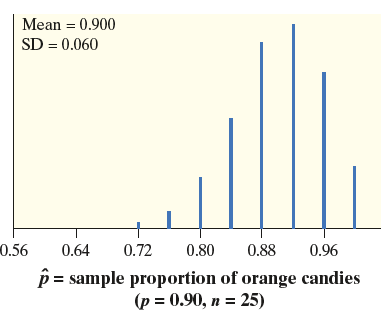 Mean = 0.900
SD = 0.060
0.56 0.64 0.72 0.80 0.88 0.96
p̂ = sample proportion of orange candies
(p = 0.90, n = 25)